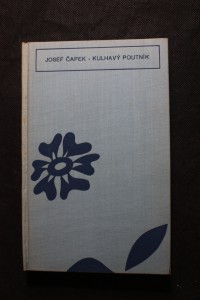 JOSEF ČAPEK - KULHAVÝ POUTNÍK